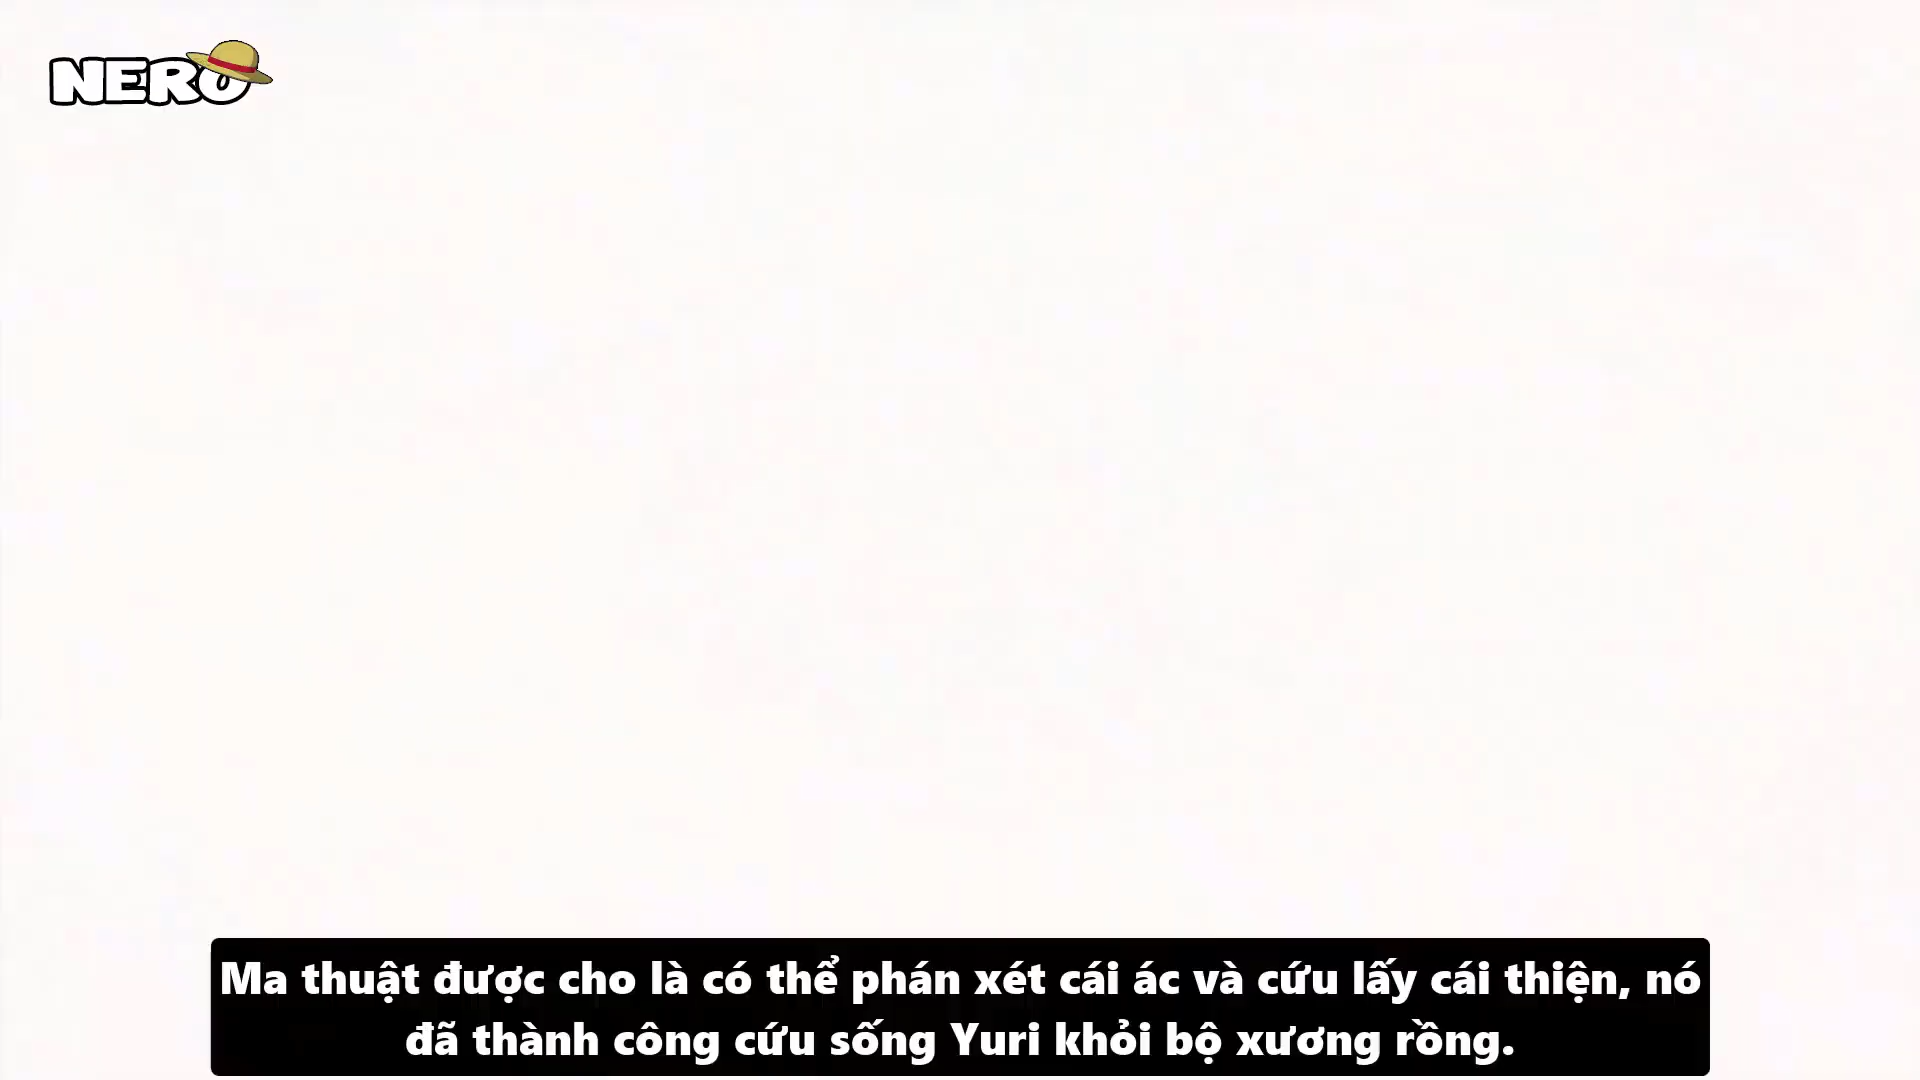 NERO
Ma thuật được cho là có thể phán xét cái ác và cứu lấy cái thiện, nó
đã thành công cứu sống Yuri khỏi bộ xương rồng.